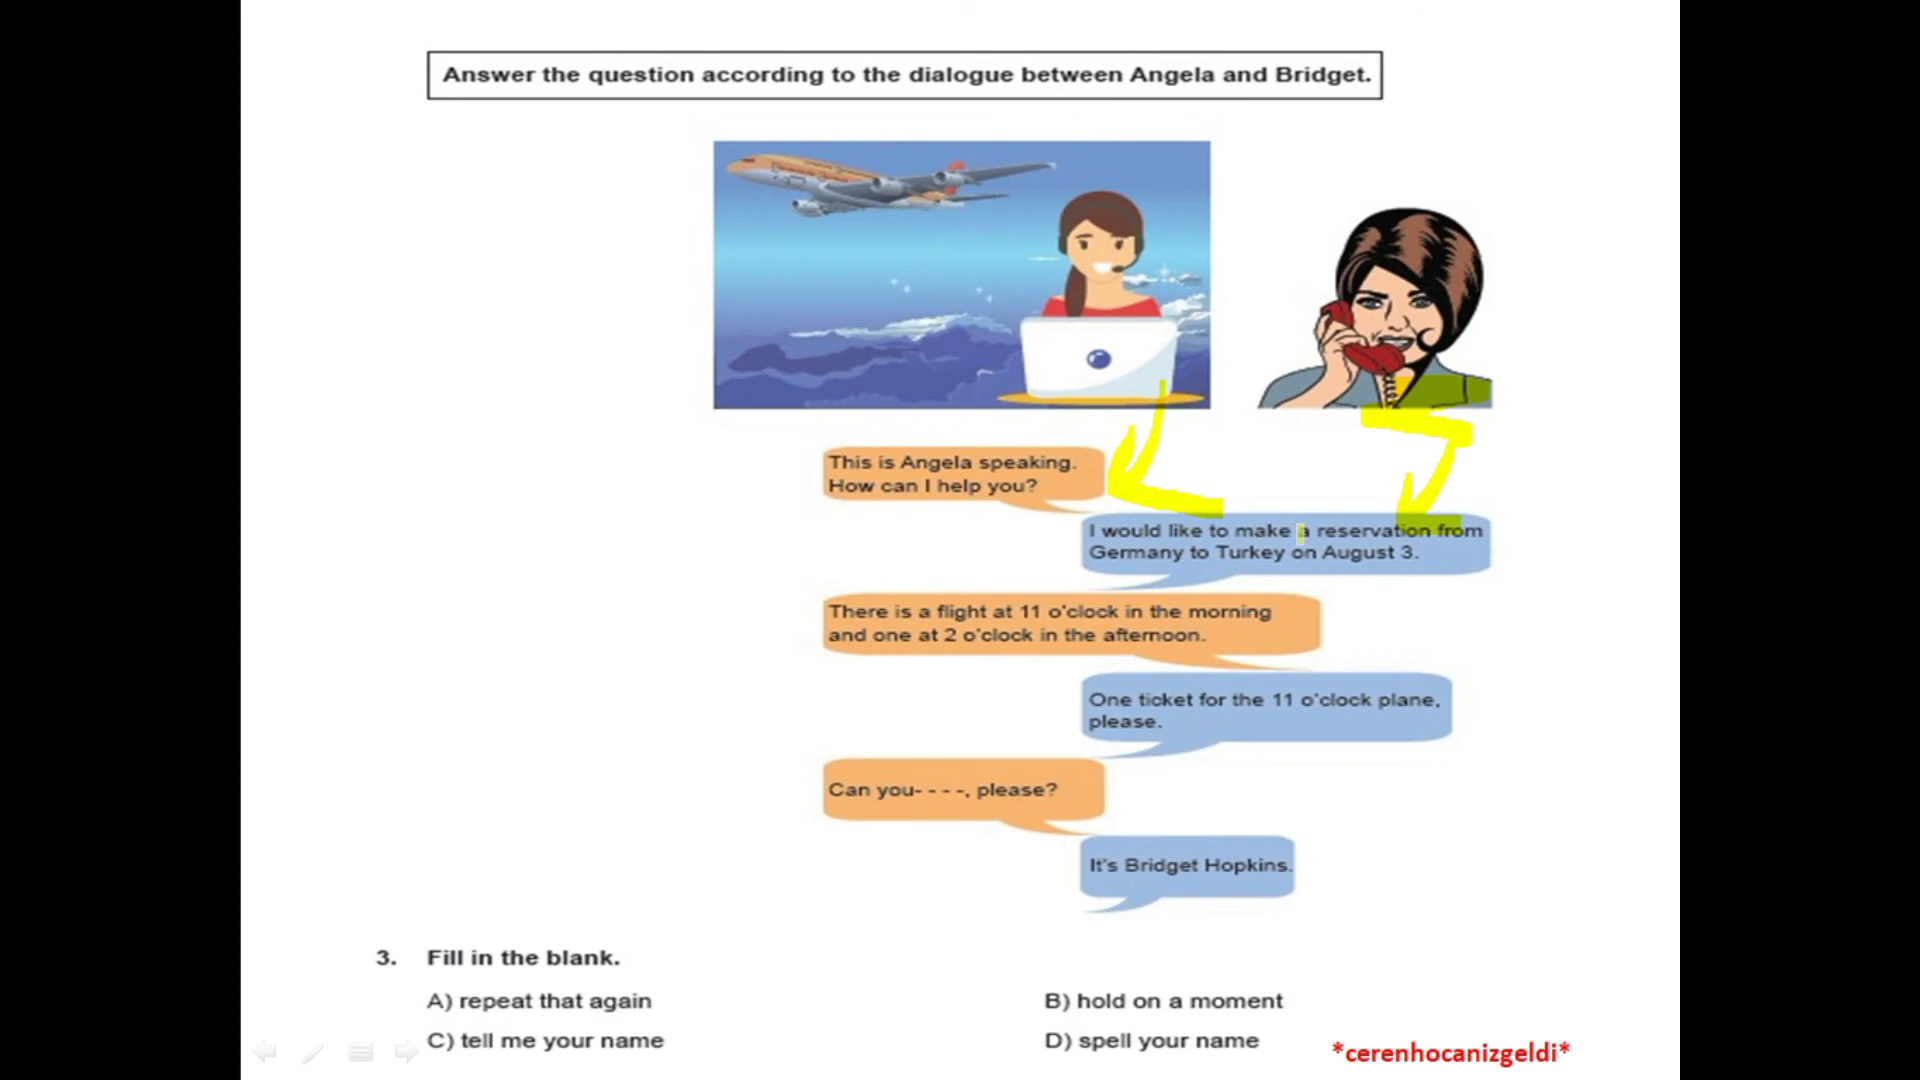 Answer the question according to the dialogue between Angela and Bridget.
This is Angela speaking.
How can I help you?
I would like to make a reservation from
Germany to Turkey on August 3.
There is a flight at 11 o'clock in the morning
and one at 2 o'clock in the afternoon.
One ticket for the 11 o'clock plane,
please.
Can you- - - -, please?
It's Bridget Hopkins.
3. Fill in the blank.
A) repeat that again
B) hold on a moment
C) tell me your name
D) spell your name
*cerenhocanizgeldi*